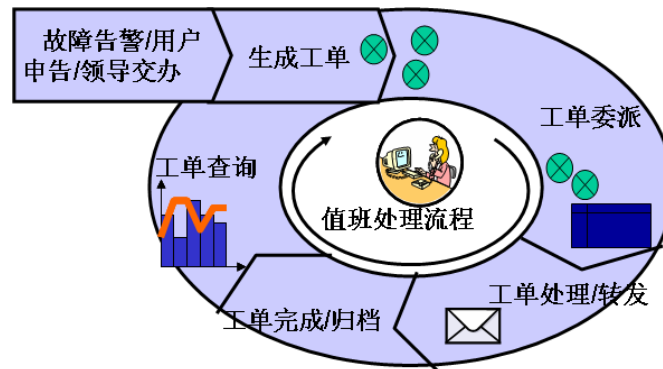 故障告警/用户
申告/领导交办
生成工单
工单委派
工单查询
值班处理流程
工单处理/转发
工单完成/归档